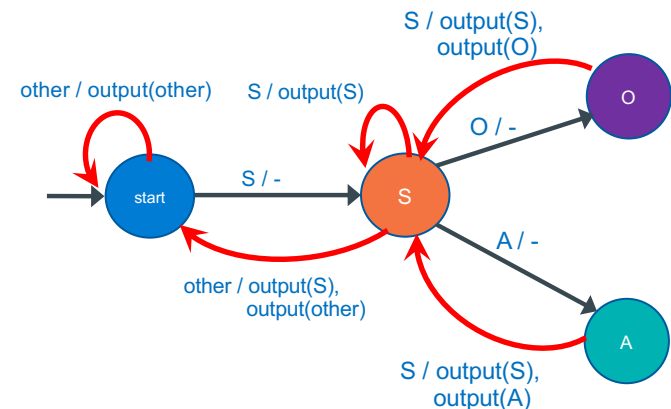 S / output(S),
output(O)
other / output(other)
S / output(S)
O
O / -
S / -
start
S
A / -
other / output(S),
output(other)
A
S / output(S),
output(A)